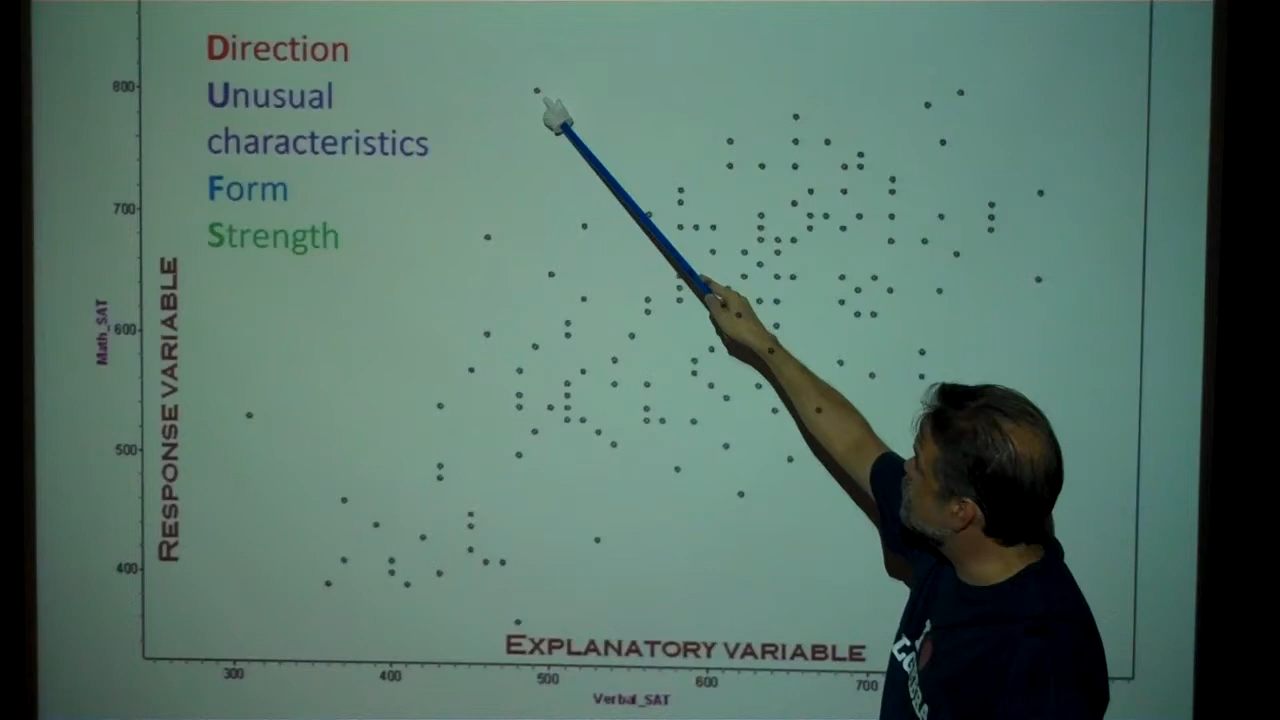 Direction
Unusual
characteristics
Form
Strength
800
700
600
500
400
Math_SAT
RESPONSE VARIABLE
EXPLANATORY VARIABLE
300
400
500
600
700
Verbal_SAT